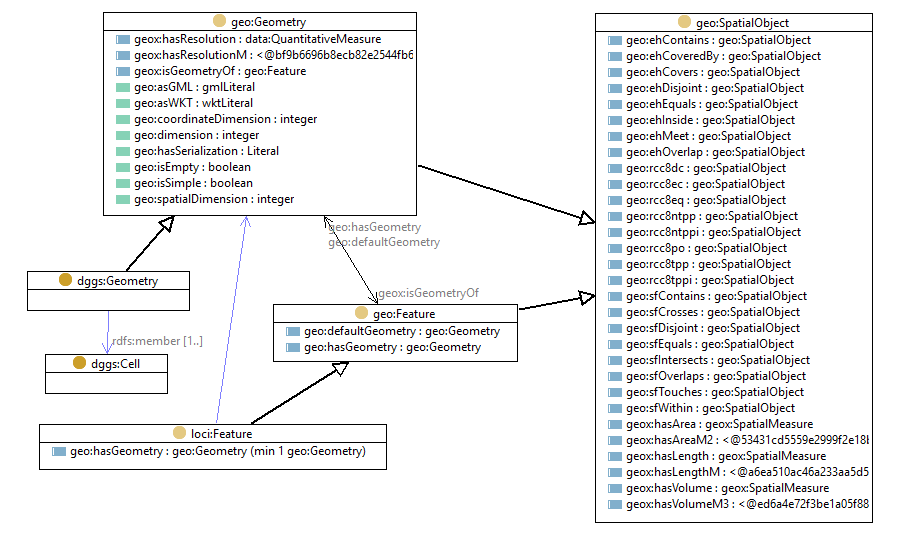 geo:Geometry
geox:hasResolution : data:QuantitativeMeasure
geox:hasResolutionM : <@bf9b6696b8ecb82e2544fb6
geox:isGeometryOf : geo:Feature
geo:asGML : gmlLiteral
geo:asWKT : wktLiteral
geo:coordinateDimension : integer
geo:dimension : integer
geo:hasSerialization : Literal
geo:isEmpty : boolean
geo:isSimple : boolean
geo:spatialDimension : integer
geo:hasGeometry
geo:defaultGeometry
dggs:Geometry
geox:isGeometryOf
geo:Feature
geo:defaultGeometry : geo:Geometry
geo:hasGeometry : geo:Geometry
rdfs:member [1..]
dggs:Cell
loci:Feature
geo:hasGeometry : geo:Geometry (min 1 geo:Geometry)
geo:SpatialObject
geo:ehContains : geo:SpatialObject
geo:ehCoveredBy : geo:SpatialObject
geo:ehCovers : geo:SpatialObject
geo:ehDisjoint : geo:SpatialObject
geo:ehEquals : geo:SpatialObject
geo:ehInside : geo:SpatialObject
geo:ehMeet : geo:SpatialObject
geo:ehOverlap : geo:SpatialObject
geo:rcc8dc : geo:SpatialObject
geo:rcc8ec : geo:SpatialObject
geo:rcc8eq : geo:SpatialObject
geo:rcc8ntpp : geo:SpatialObject
geo:rcc8ntppi : geo:SpatialObject
geo:rcc8po : geo:SpatialObject
geo:rcc8tpp : geo:SpatialObject
geo:rcc8tppi : geo:SpatialObject
geo:sfContains : geo:SpatialObject
geo:sfCrosses : geo:SpatialObject
geo:sfDisjoint : geo:SpatialObject
geo:sfEquals : geo:SpatialObject
geo:sfIntersects : geo:SpatialObject
geo:sfOverlaps : geo:SpatialObject
geo:sfTouches : geo:SpatialObject
geo:sfWithin : geo:SpatialObject
geox:hasArea : geox:SpatialMeasure
geox:hasAreaM2 : <@53431cd5559e2999f2e18b
geox:hasLength : geox:SpatialMeasure
geox:hasLengthM : <@a6ea510ac46a233aa5d5
geox:hasVolume : geox:SpatialMeasure
geox:hasVolumeM3 : <@ed6a4e72f3be1a05f88